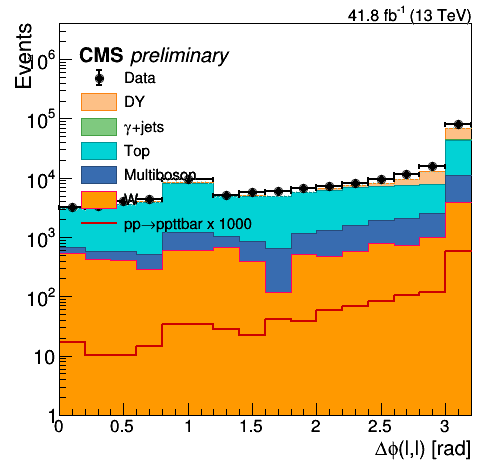 41.8 fb⁻¹ (13 TeV)
Events
CMS preliminary
Data
DY
γ+jets
Top
Multiboson
W
pp→ppttbar x 1000
10⁶
10⁵
10⁴
10³
10²
10
1
0 0.5 1 1.5 2 2.5 3
Δϕ(l,l) [rad]